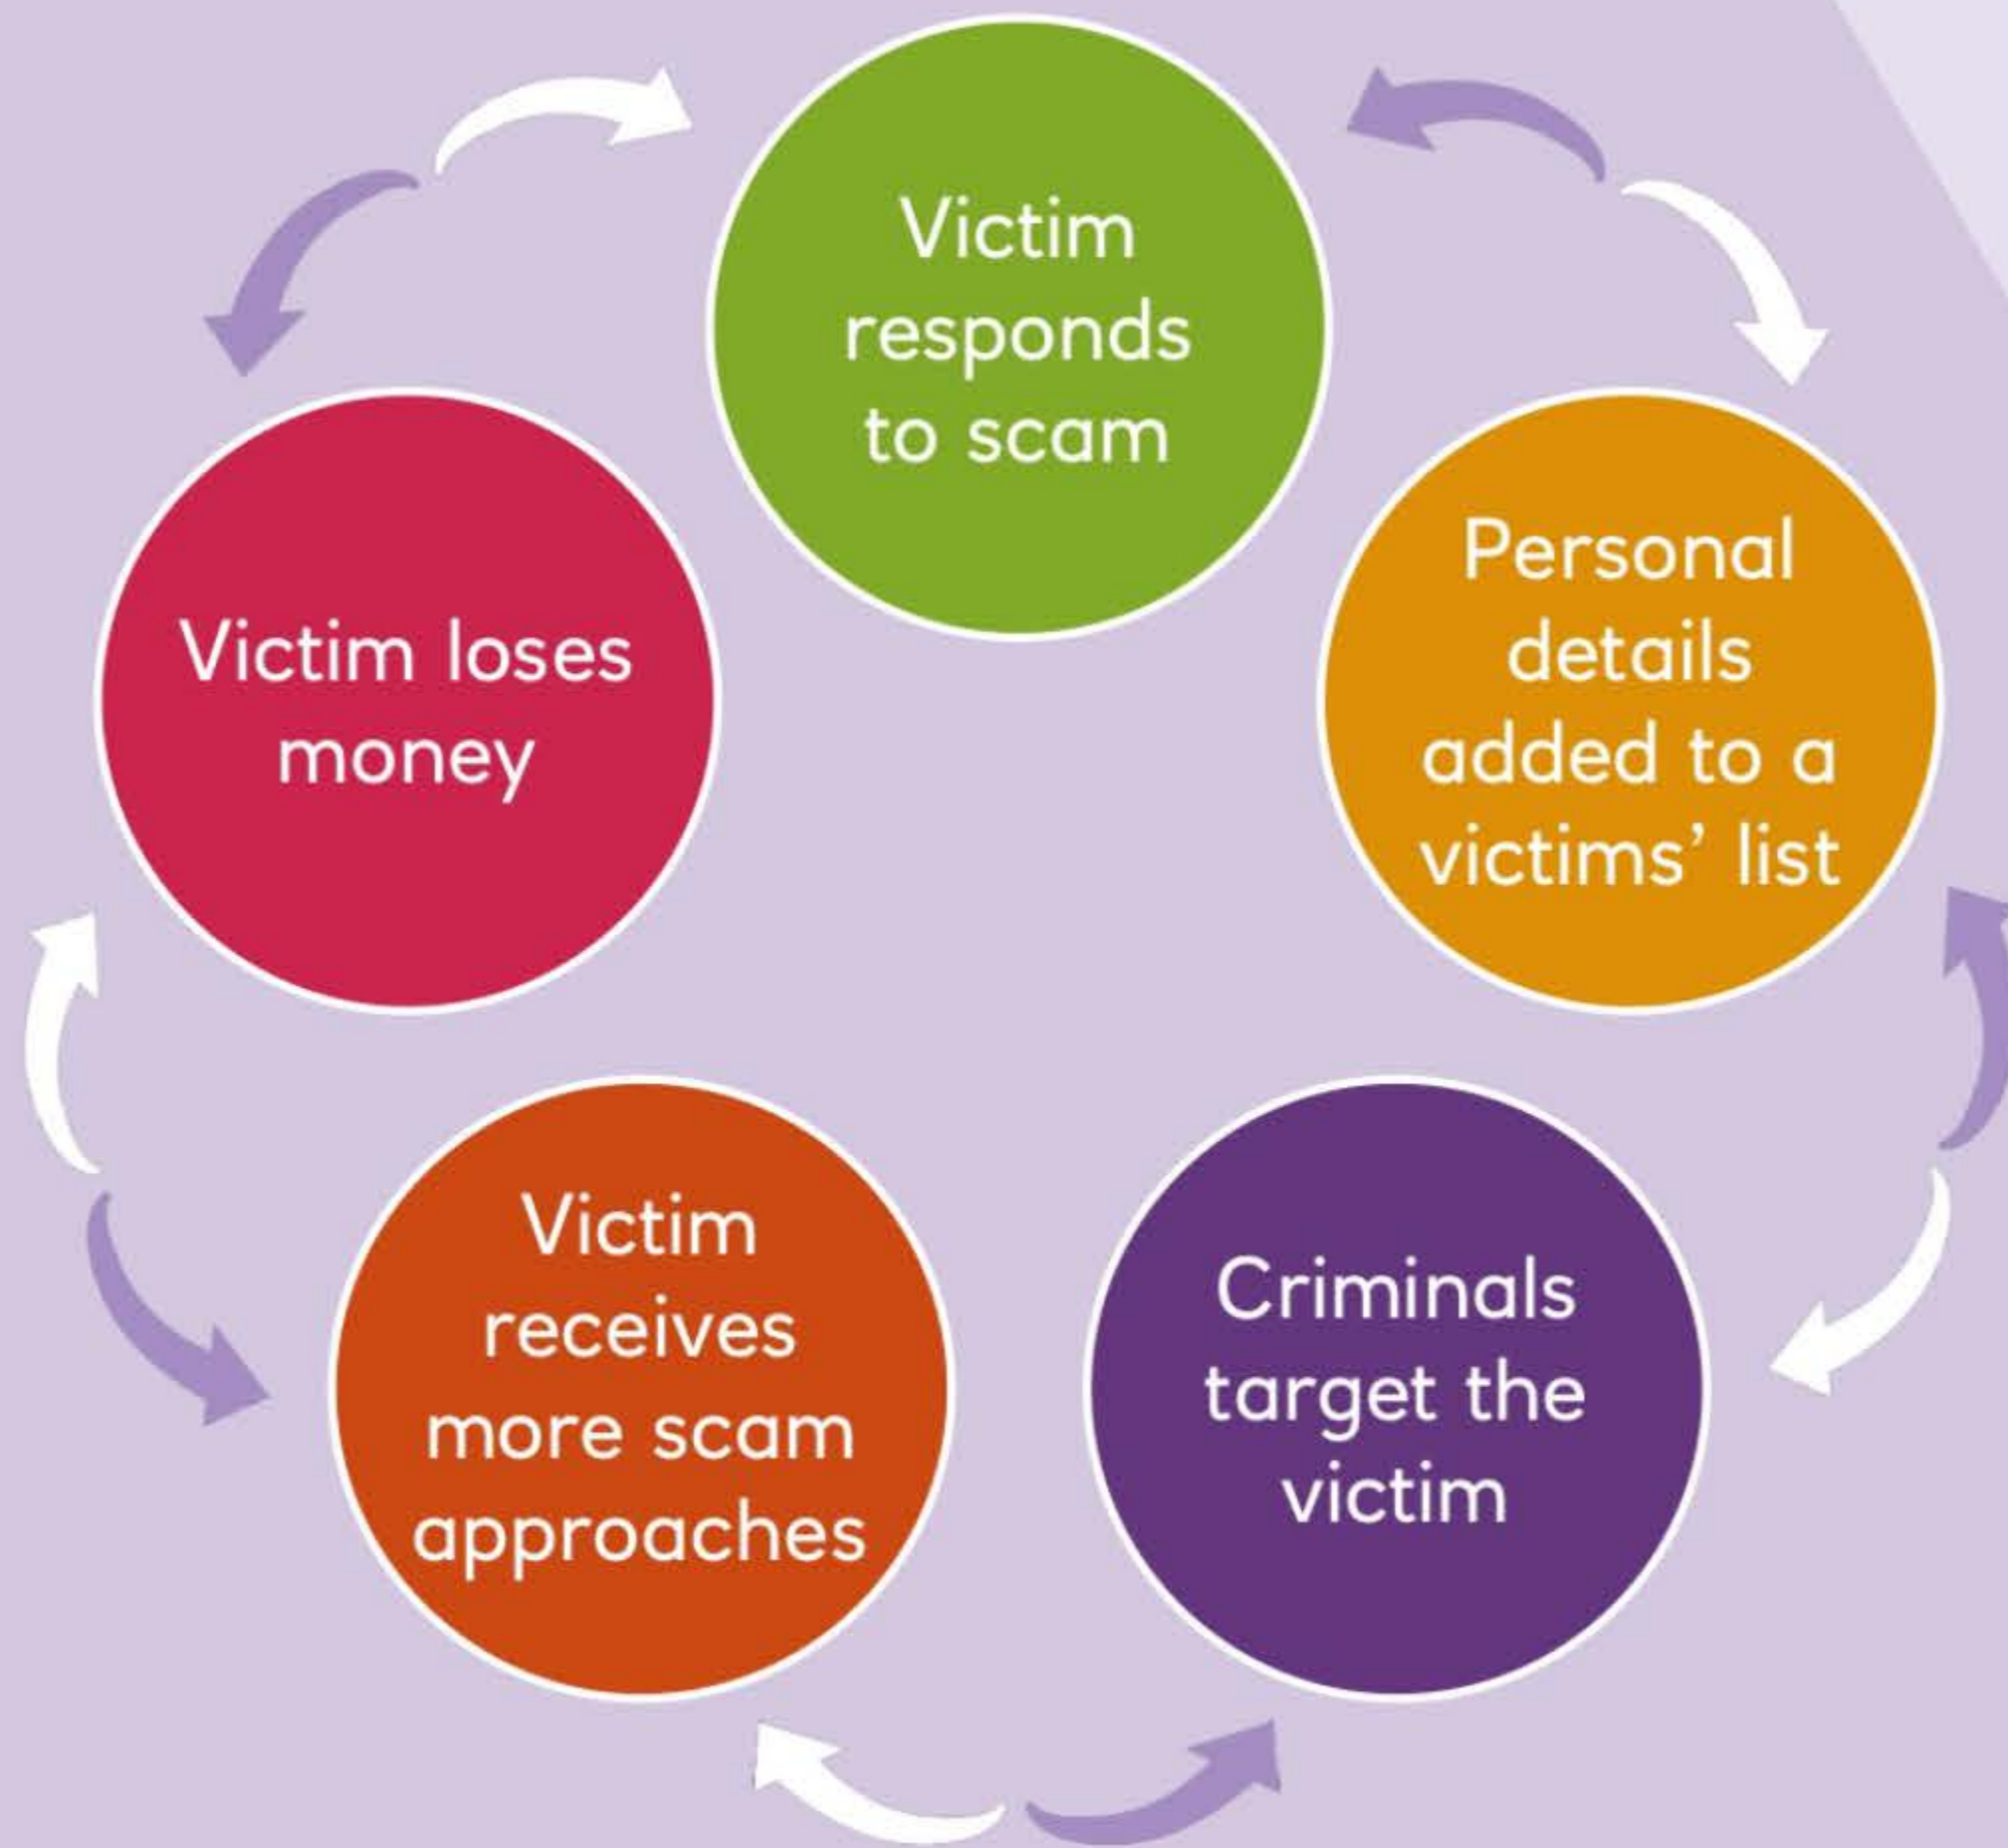 Victim
responds
to scam
Personal
details
added to a
victims’ list
Criminals
target the
victim
Victim
receives
more scam
approaches
Victim loses
money